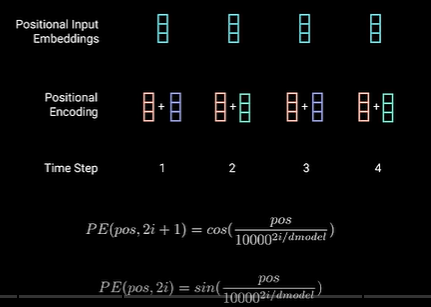 Positional Input
Embeddings
Positional
Encoding
+ + + +
Time Step 1 2 3 4
PE(pos, 2i + 1) = cos(pos / 10000^{2i/dmodel})
PE(pos, 2i) = sin(pos / 10000^{2i/dmodel})